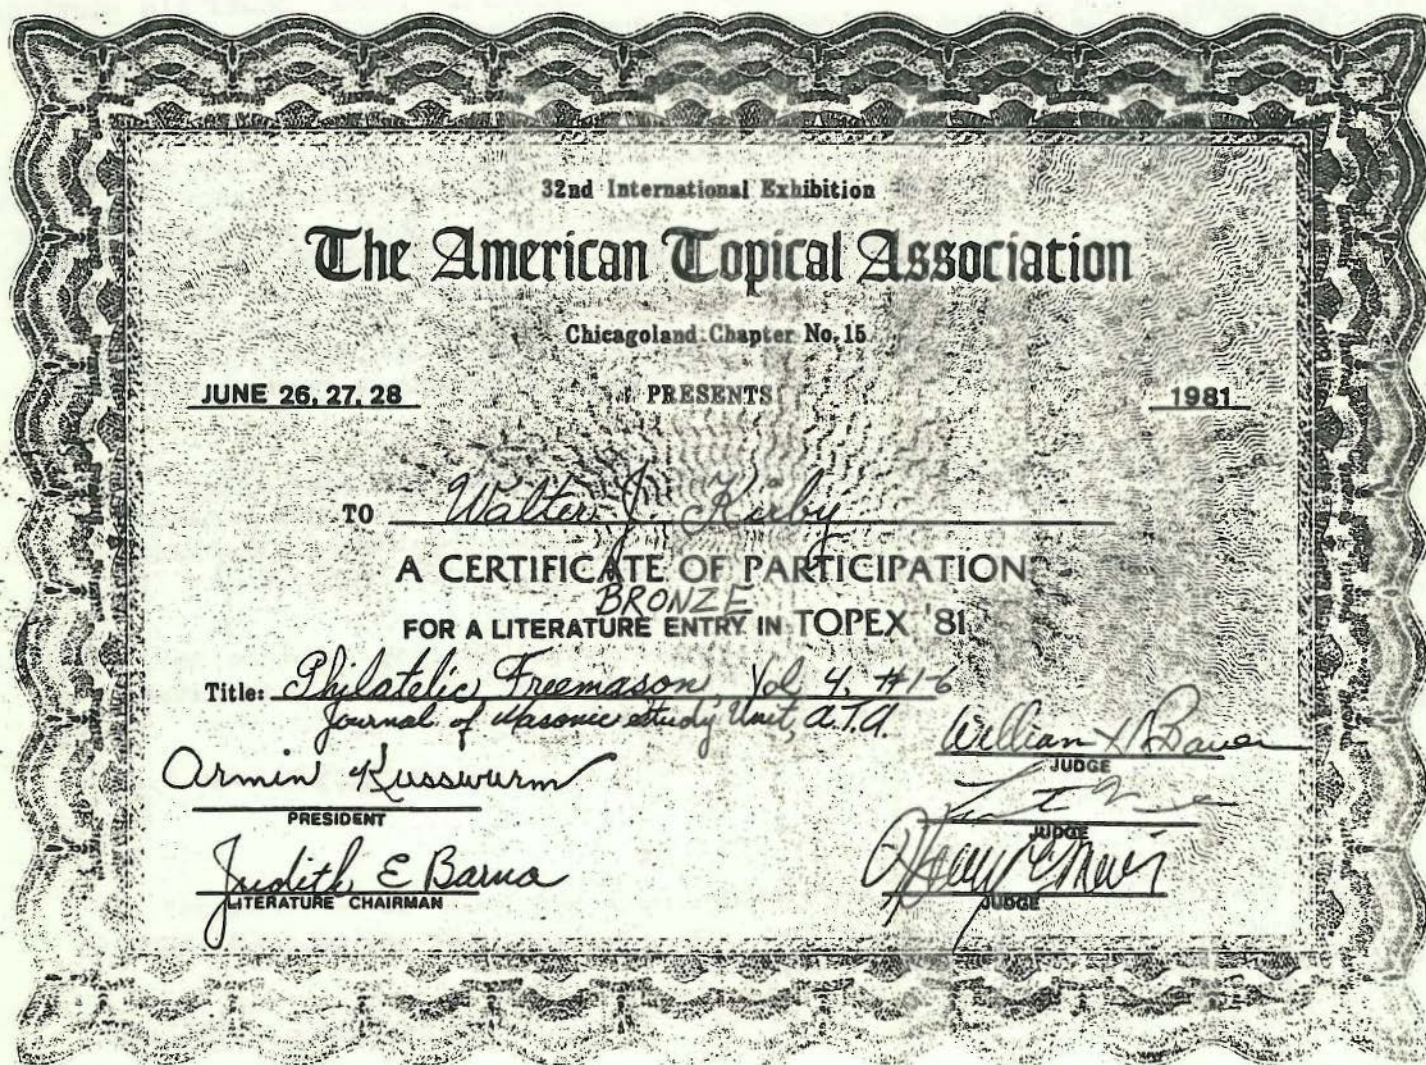 32nd International Exhibition
The American Topical Association
Chicagoland Chapter No. 15
JUNE 26, 27, 28 PRESENTS 1981
TO Walter J. Kirby
A CERTIFICATE OF PARTICIPATION
BRONZE
FOR A LITERATURE ENTRY IN TOPEX '81
Title: Philatelic Freemason, Vol 4, #1-6
Journal of Masonic Study Unit, A.T.A.
William H. Bauer
JUDGE
Armin Kusswurm
PRESIDENT
JUDGE
Judith E Barna
LITERATURE CHAIRMAN
JUDGE